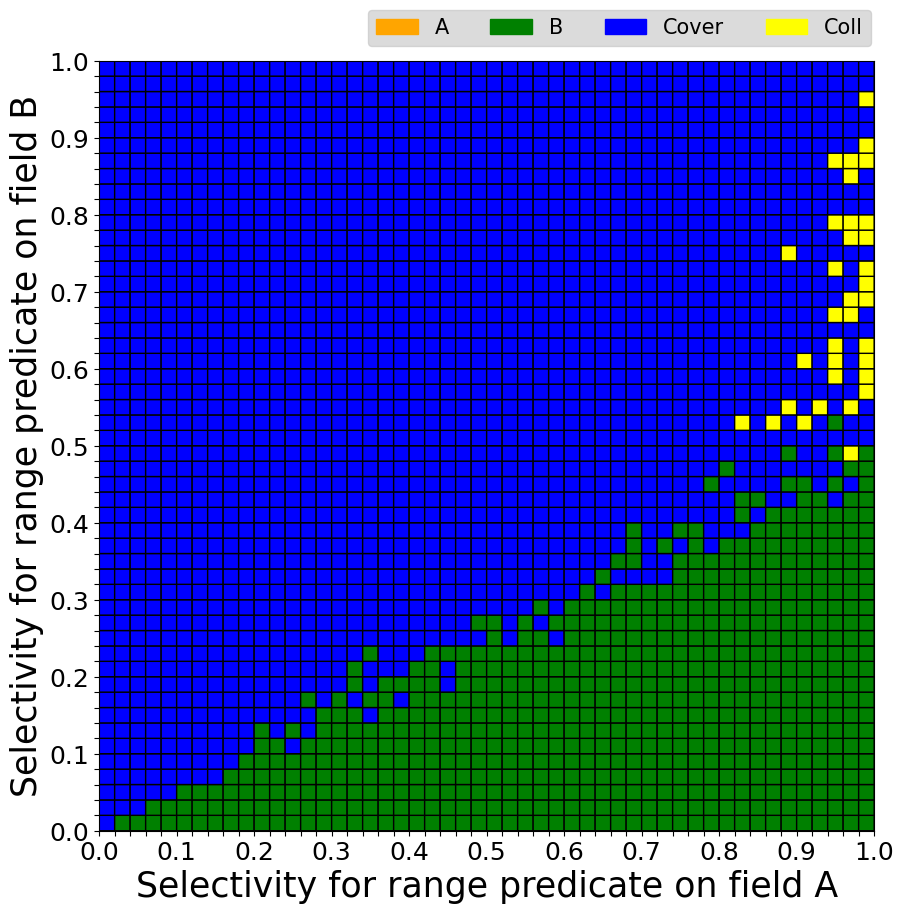 A B Cover Coll
Selectivity for range predicate on field B
1.0
0.9
0.8
0.7
0.6
0.5
0.4
0.3
0.2
0.1
0.0
0.0 0.1 0.2 0.3 0.4 0.5 0.6 0.7 0.8 0.9 1.0
Selectivity for range predicate on field A